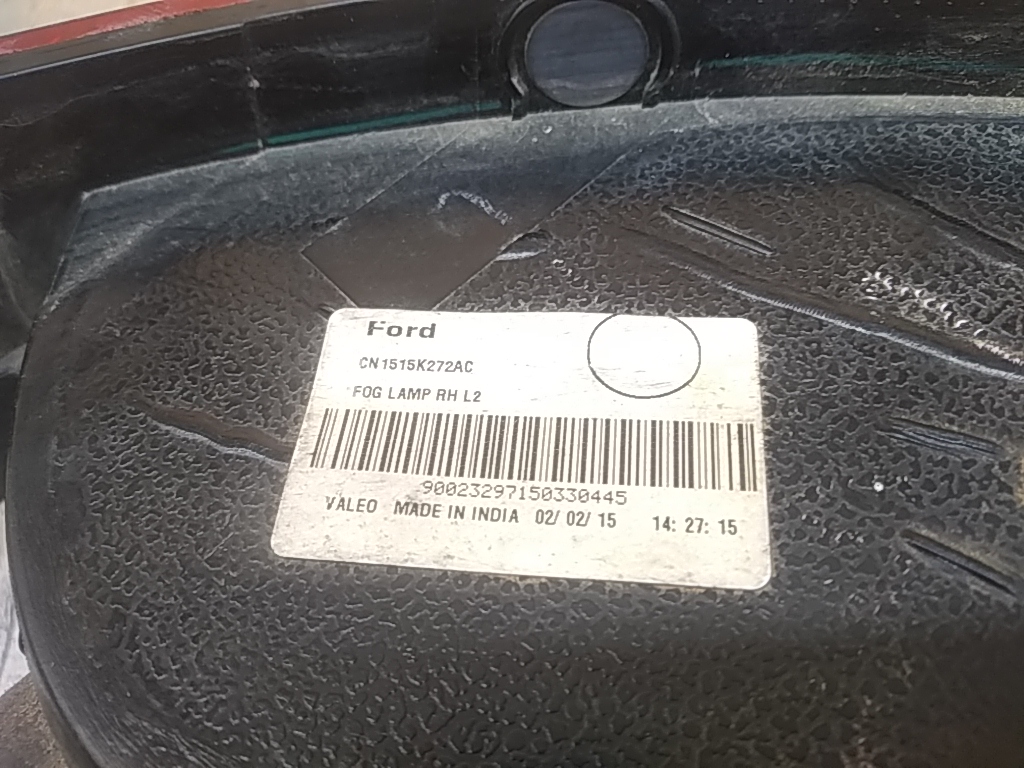 Ford
CN1515K272AC
FOG LAMP RH L2
90023297150330445
VALEO MADE IN INDIA 02/ 02/ 15 14: 27: 15